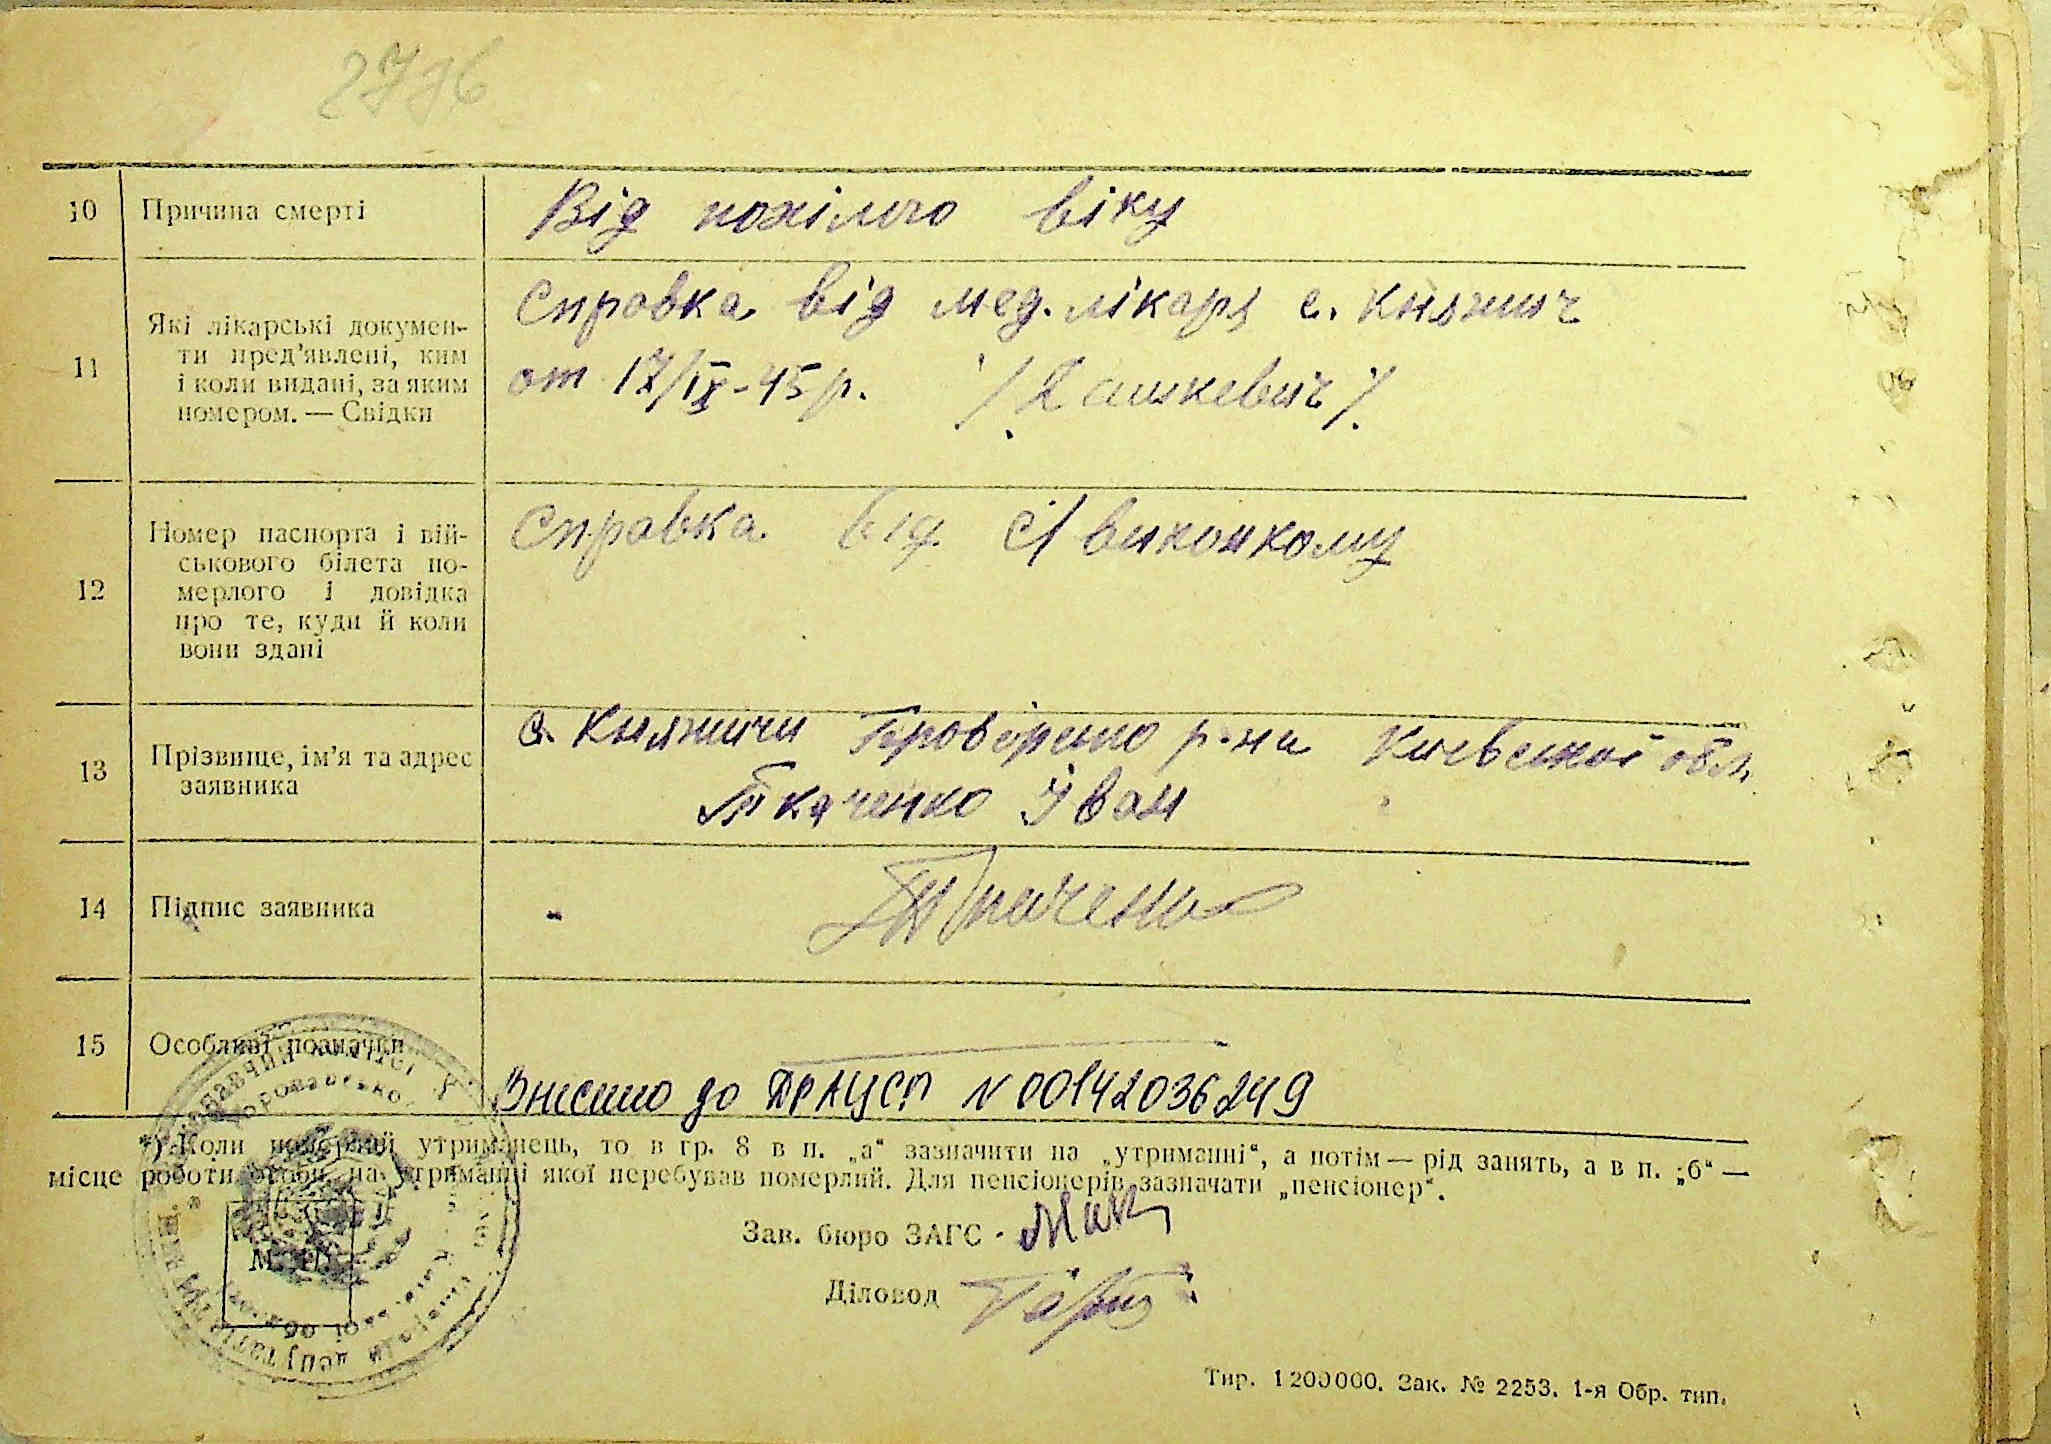 2796
10 Причина смерті Від похілого віку
11 Які лікарські докумен-
ти пред'явлені, ким
і коли видані, за яким
номером. — Свідки
Справка від мед. лікаря с. Княжич
от 17/IX-45 р. /Дашкевич/.
12 Номер паспорта і вій-
ськового білета по-
мерлого і довідка
про те, куди й коли
вони здані
Справка від С/виконкому
13 Прізвище, ім'я та адрес
заявника
с. Княжичи р-на Київської обл.
Ткаченко Іван
14 Підпис заявника
15 Особливі позначки
Внесено до ДРАЦСГ N 00142036249
*) Коли померлий утриманець, то в гр. 8 в п. „а“ зазначити на „утриманні“, а потім — рід занять, а в п. „б“ —
місце роботи особи, на утриманні якої перебував померлий. Для пенсіонерів зазначати „пенсіонер“.
Зав. бюро ЗАГС
М. П.
Діловод
Тир. 1200000. Зак. № 2253. 1-я Обр. тип.